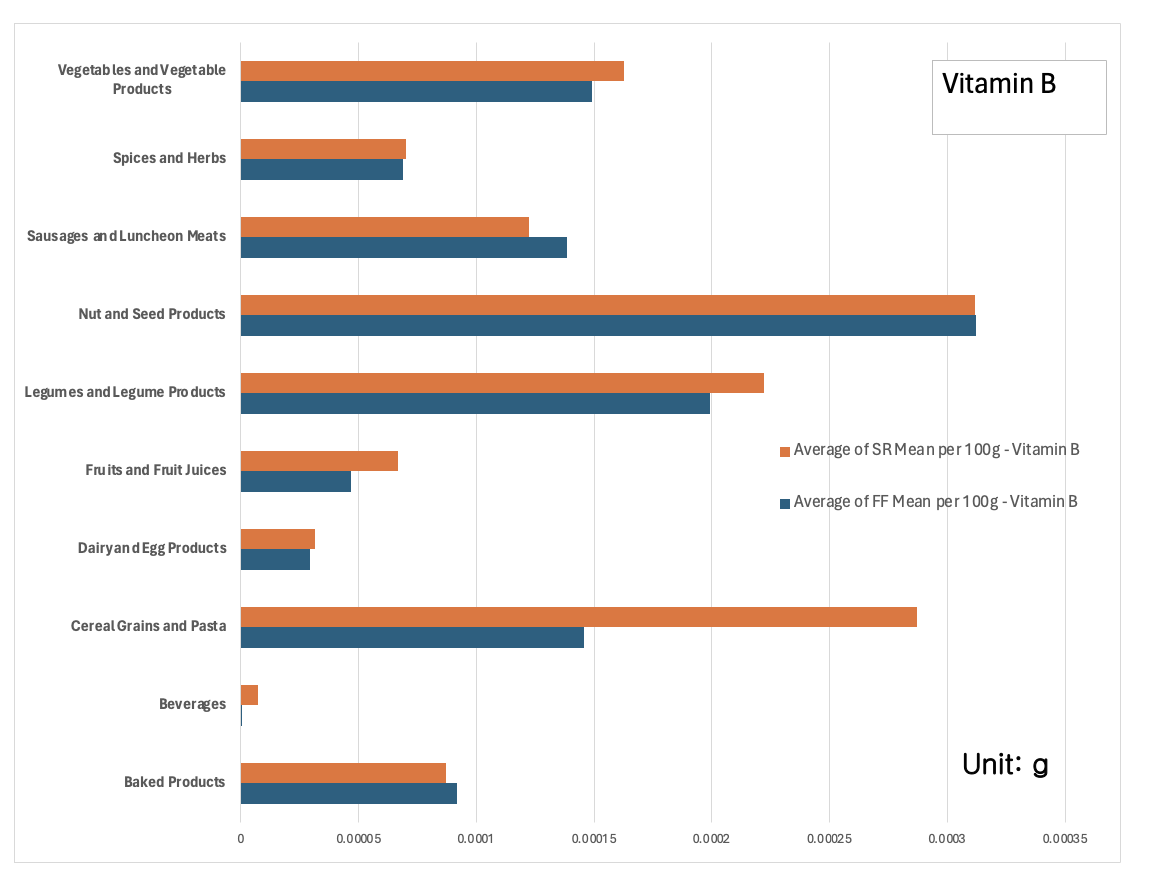 Vegetables and Vegetable
Products
Vitamin B
Spices and Herbs
Sausages and Luncheon Meats
Nut and Seed Products
Legumes and Legume Products
Average of SR Mean per 100g - Vitamin B
Fruits and Fruit Juices
Average of FF Mean per 100g - Vitamin B
Dairy and Egg Products
Cereal Grains and Pasta
Beverages
Unit: g
Baked Products
0 0.00005 0.0001 0.00015 0.0002 0.00025 0.0003 0.00035